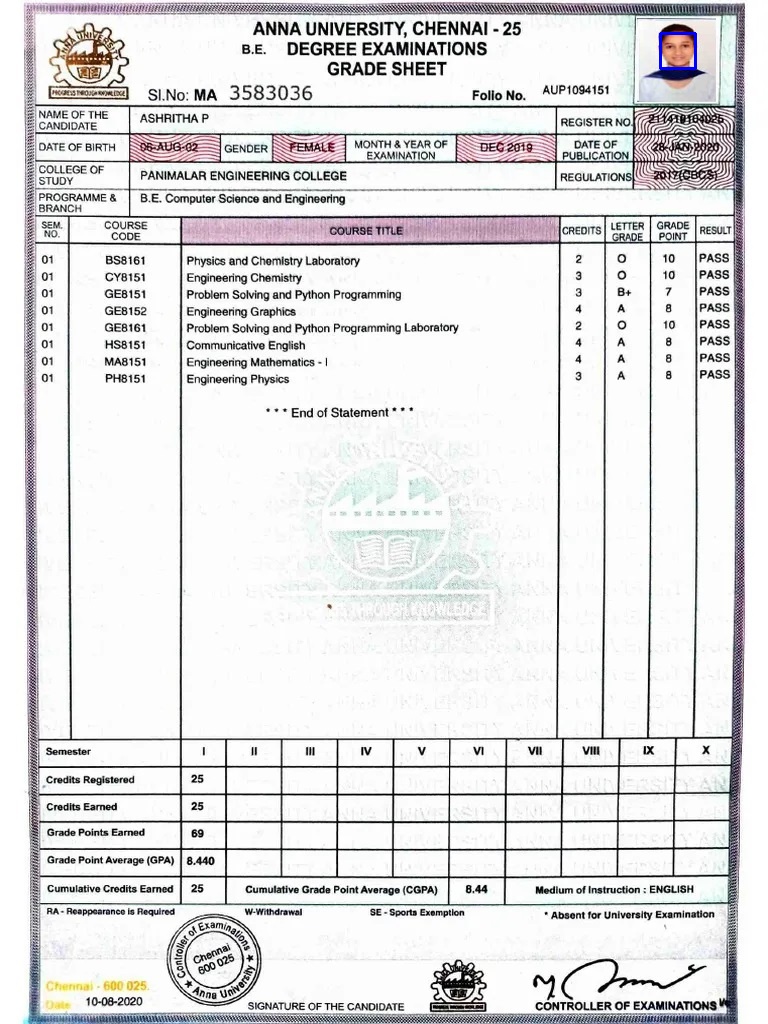 ANNA UNIVERSITY, CHENNAI - 25
B.E. DEGREE EXAMINATIONS
GRADE SHEET
ANNA UNIVERSITY
PROGRESS THROUGH KNOWLEDGE
Sl.No: MA 3583036 Folio No. AUP1094151
NAME OF THE CANDIDATE ASHRITHA P REGISTER NO. 211419104025
DATE OF BIRTH 06-AUG-02 GENDER FEMALE MONTH & YEAR OF EXAMINATION DEC 2019 DATE OF PUBLICATION 28-JAN-2020
COLLEGE OF STUDY PANIMALAR ENGINEERING COLLEGE REGULATIONS 2017(CBCS)
PROGRAMME & BRANCH B.E. Computer Science and Engineering
SEM. NO. COURSE CODE COURSE TITLE CREDITS LETTER GRADE GRADE POINT RESULT
01 BS8161 Physics and Chemistry Laboratory 2 O 10 PASS
01 CY8151 Engineering Chemistry 3 O 10 PASS
01 GE8151 Problem Solving and Python Programming 3 B+ 7 PASS
01 GE8152 Engineering Graphics 4 A 8 PASS
01 GE8161 Problem Solving and Python Programming Laboratory 2 O 10 PASS
01 HS8151 Communicative English 4 A 8 PASS
01 MA8151 Engineering Mathematics - I 4 A 8 PASS
01 PH8151 Engineering Physics 3 A 8 PASS
* * * End of Statement * * *
Semester I II III IV V VI VII VIII IX X
Credits Registered 25
Credits Earned 25
Grade Points Earned 69
Grade Point Average (GPA) 8.440
Cumulative Credits Earned 25 Cumulative Grade Point Average (CGPA) 8.44 Medium of Instruction : ENGLISH
RA - Reappearance is Required W-Withdrawal SE - Sports Exemption * Absent for University Examination
Controller of Examinations
Chennai
600 025
Anna University
Chennai - 600 025.
Date 10-08-2020
SIGNATURE OF THE CANDIDATE
CONTROLLER OF EXAMINATIONS